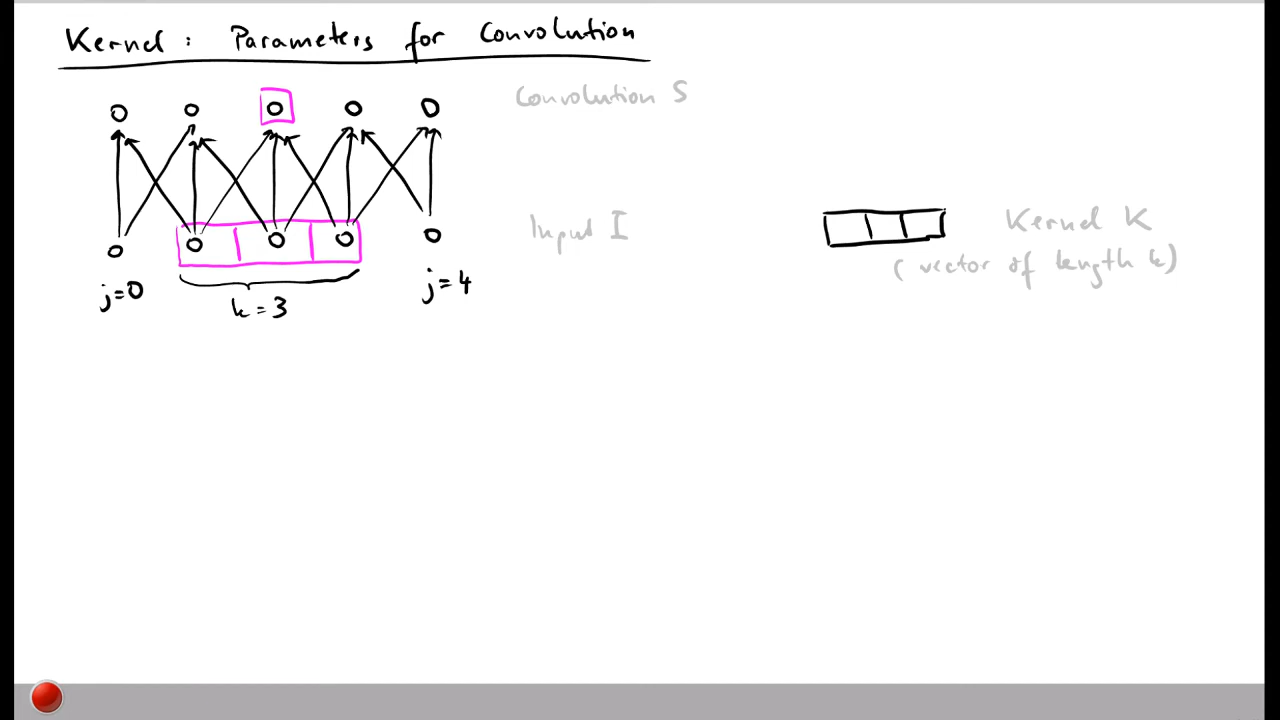 Kernel: Parameters for Convolution
Convolution S
Input I
Kernel K
(vector of length k)
j=0
k=3
j=4